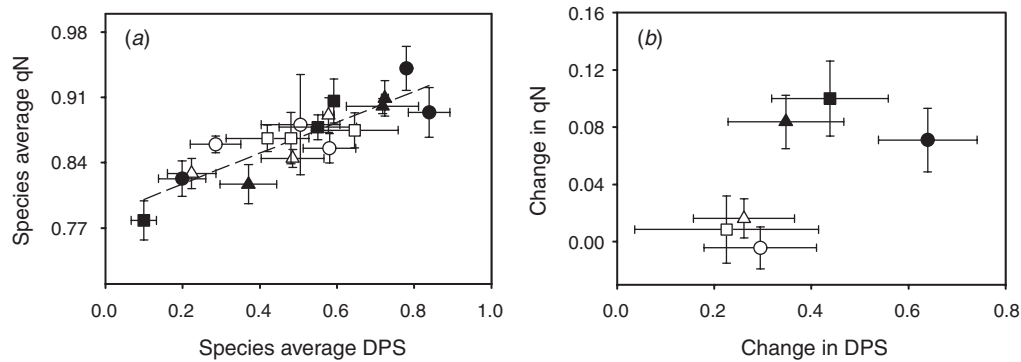 (a)
Species average qN
0.98
0.91
0.84
0.77
0.0 0.2 0.4 0.6 0.8 1.0
Species average DPS
(b)
Change in qN
0.16
0.12
0.08
0.04
0.00
0.0 0.2 0.4 0.6 0.8
Change in DPS